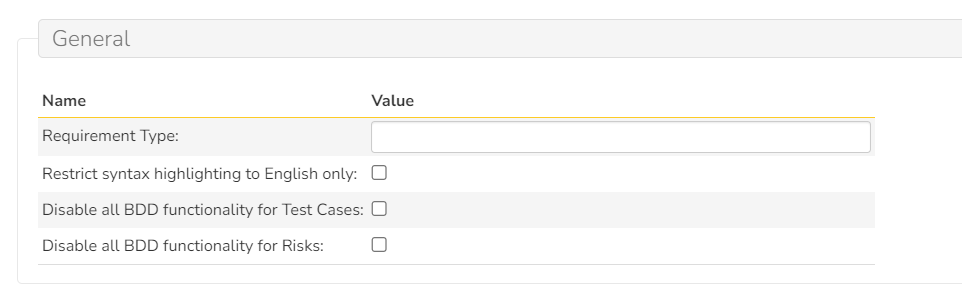 General
Name Value
Requirement Type:
Restrict syntax highlighting to English only:
Disable all BDD functionality for Test Cases:
Disable all BDD functionality for Risks: